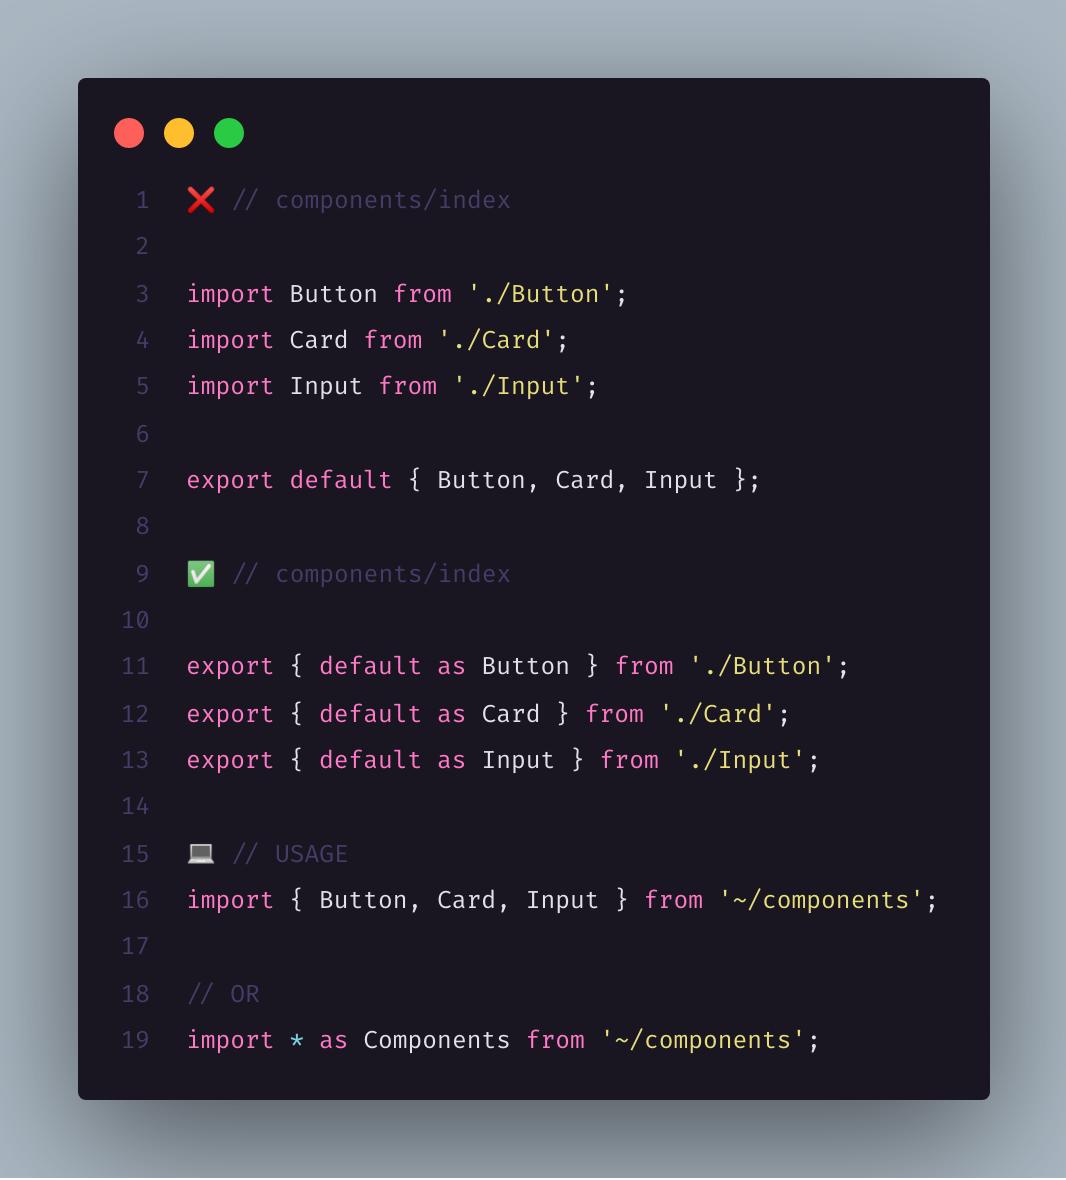 1 ❌ // components/index
2
3 import Button from './Button';
4 import Card from './Card';
5 import Input from './Input';
6
7 export default { Button, Card, Input };
8
9 ✅ // components/index
10
11 export { default as Button } from './Button';
12 export { default as Card } from './Card';
13 export { default as Input } from './Input';
14
15 💻 // USAGE
16 import { Button, Card, Input } from '~/components';
17
18 // OR
19 import * as Components from '~/components';